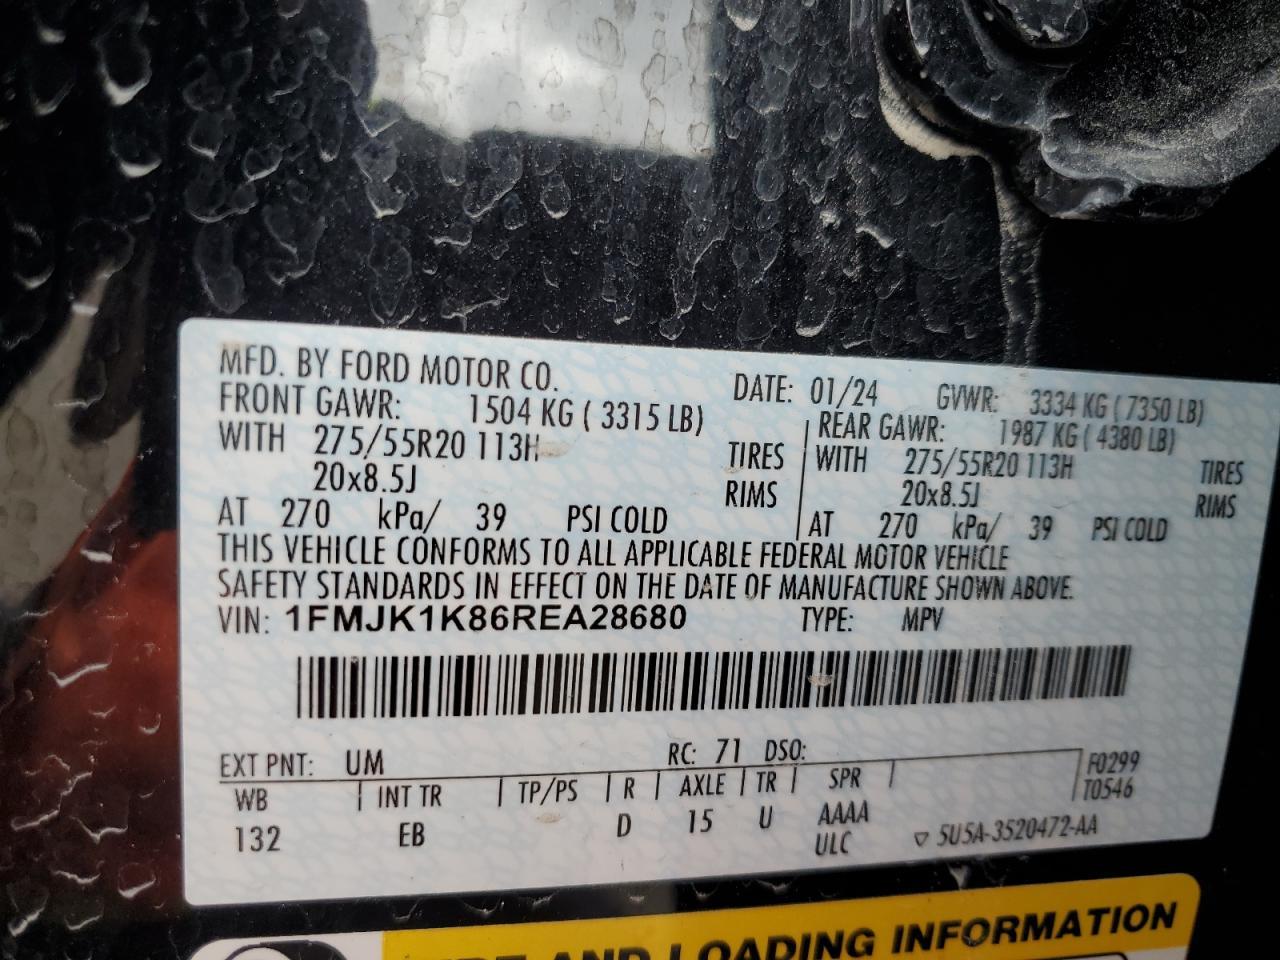 MFD. BY FORD MOTOR CO. DATE: 01/24 GVWR: 3334 KG ( 7350 LB)
FRONT GAWR: 1504 KG ( 3315 LB) REAR GAWR: 1987 KG ( 4380 LB)
WITH 275/55R20 113H TIRES WITH 275/55R20 113H TIRES
20x8.5J RIMS 20x8.5J RIMS
AT 270 kPa/ 39 PSI COLD AT 270 kPa/ 39 PSI COLD
THIS VEHICLE CONFORMS TO ALL APPLICABLE FEDERAL MOTOR VEHICLE
SAFETY STANDARDS IN EFFECT ON THE DATE OF MANUFACTURE SHOWN ABOVE.
VIN: 1FMJK1K86REA28680 TYPE: MPV
EXT PNT: UM RC: 71 DSO: F0299
WB INT TR TP/PS R AXLE TR SPR T0546
132 EB D 15 U AAAA
ULC ▽ 5U5A-3520472-AA
AND LOADING INFORMATION